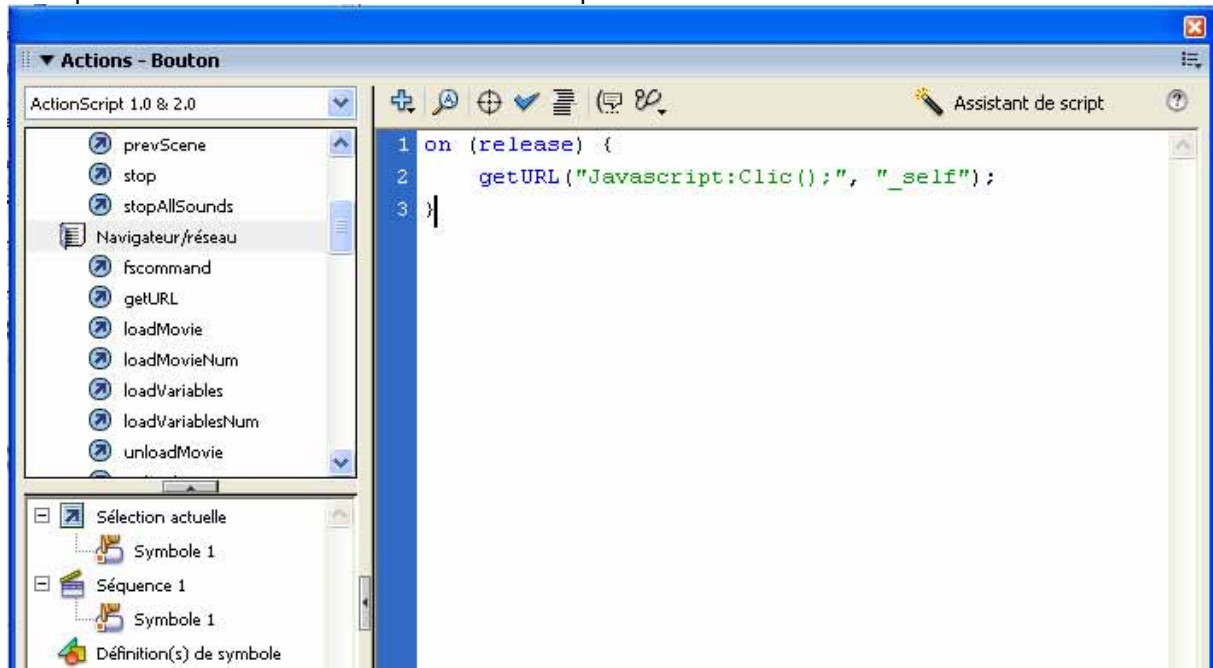 Actions - Bouton
ActionScript 1.0 & 2.0
Assistant de script
prevScene
stop
stopAllSounds
Navigateur/réseau
fscommand
getURL
loadMovie
loadMovieNum
loadVariables
loadVariablesNum
unloadMovie
1 on (release) {
2 getURL("Javascript:Clic();", "_self");
3 }
Sélection actuelle
Symbole 1
Séquence 1
Symbole 1
Définition(s) de symbole